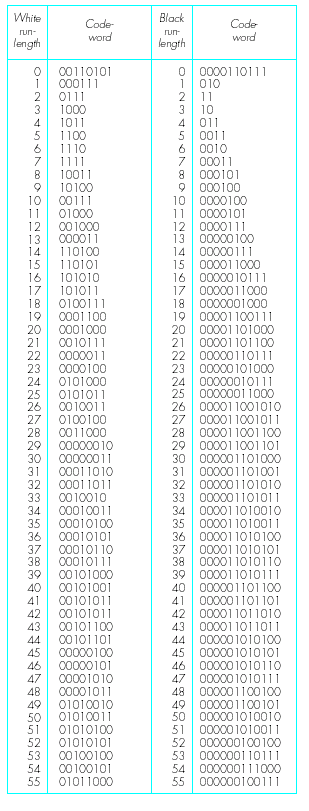 White
run-
length
Code-
word
Black
run-
length
Code-
word
0 00110101 0 0000110111
1 000111 1 010
2 0111 2 11
3 1000 3 10
4 1011 4 011
5 1100 5 0011
6 1110 6 0010
7 1111 7 00011
8 10011 8 000101
9 10100 9 000100
10 00111 10 0000100
11 01000 11 0000101
12 001000 12 0000111
13 000011 13 00000100
14 110100 14 00000111
15 110101 15 000011000
16 101010 16 0000010111
17 101011 17 0000011000
18 0100111 18 0000001000
19 0001100 19 00001100111
20 0001000 20 00001101000
21 0010111 21 00001101100
22 0000011 22 00000110111
23 0000100 23 00000101000
24 0101000 24 00000010111
25 0101011 25 00000011000
26 0010011 26 000011001010
27 0100100 27 000011001011
28 0011000 28 000011001100
29 00000010 29 000011001101
30 00000011 30 000001101000
31 00011010 31 000001101001
32 00011011 32 000001101010
33 0010010 33 000001101011
34 00010011 34 000011010010
35 00010100 35 000011010011
36 00010101 36 000011010100
37 00010110 37 000011010101
38 00010111 38 000011010110
39 00101000 39 000011010111
40 00101001 40 000001101100
41 00101011 41 000001101101
42 00101011 42 000011011010
43 00101100 43 000011011011
44 00101101 44 000001010100
45 00000100 45 000001010101
46 00000101 46 000001010110
47 00001010 47 000001010111
48 00001011 48 000001100100
49 01010010 49 000001100101
50 01010011 50 000001010010
51 01010100 51 000001010011
52 01010101 52 000000100100
53 00100100 53 000000110111
54 00100101 54 000000111000
55 01011000 55 000000100111